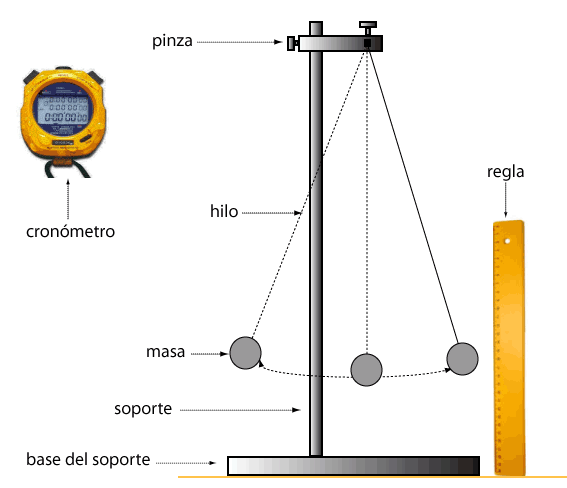 pinza
regla
hilo
cronómetro
masa
soporte
base del soporte